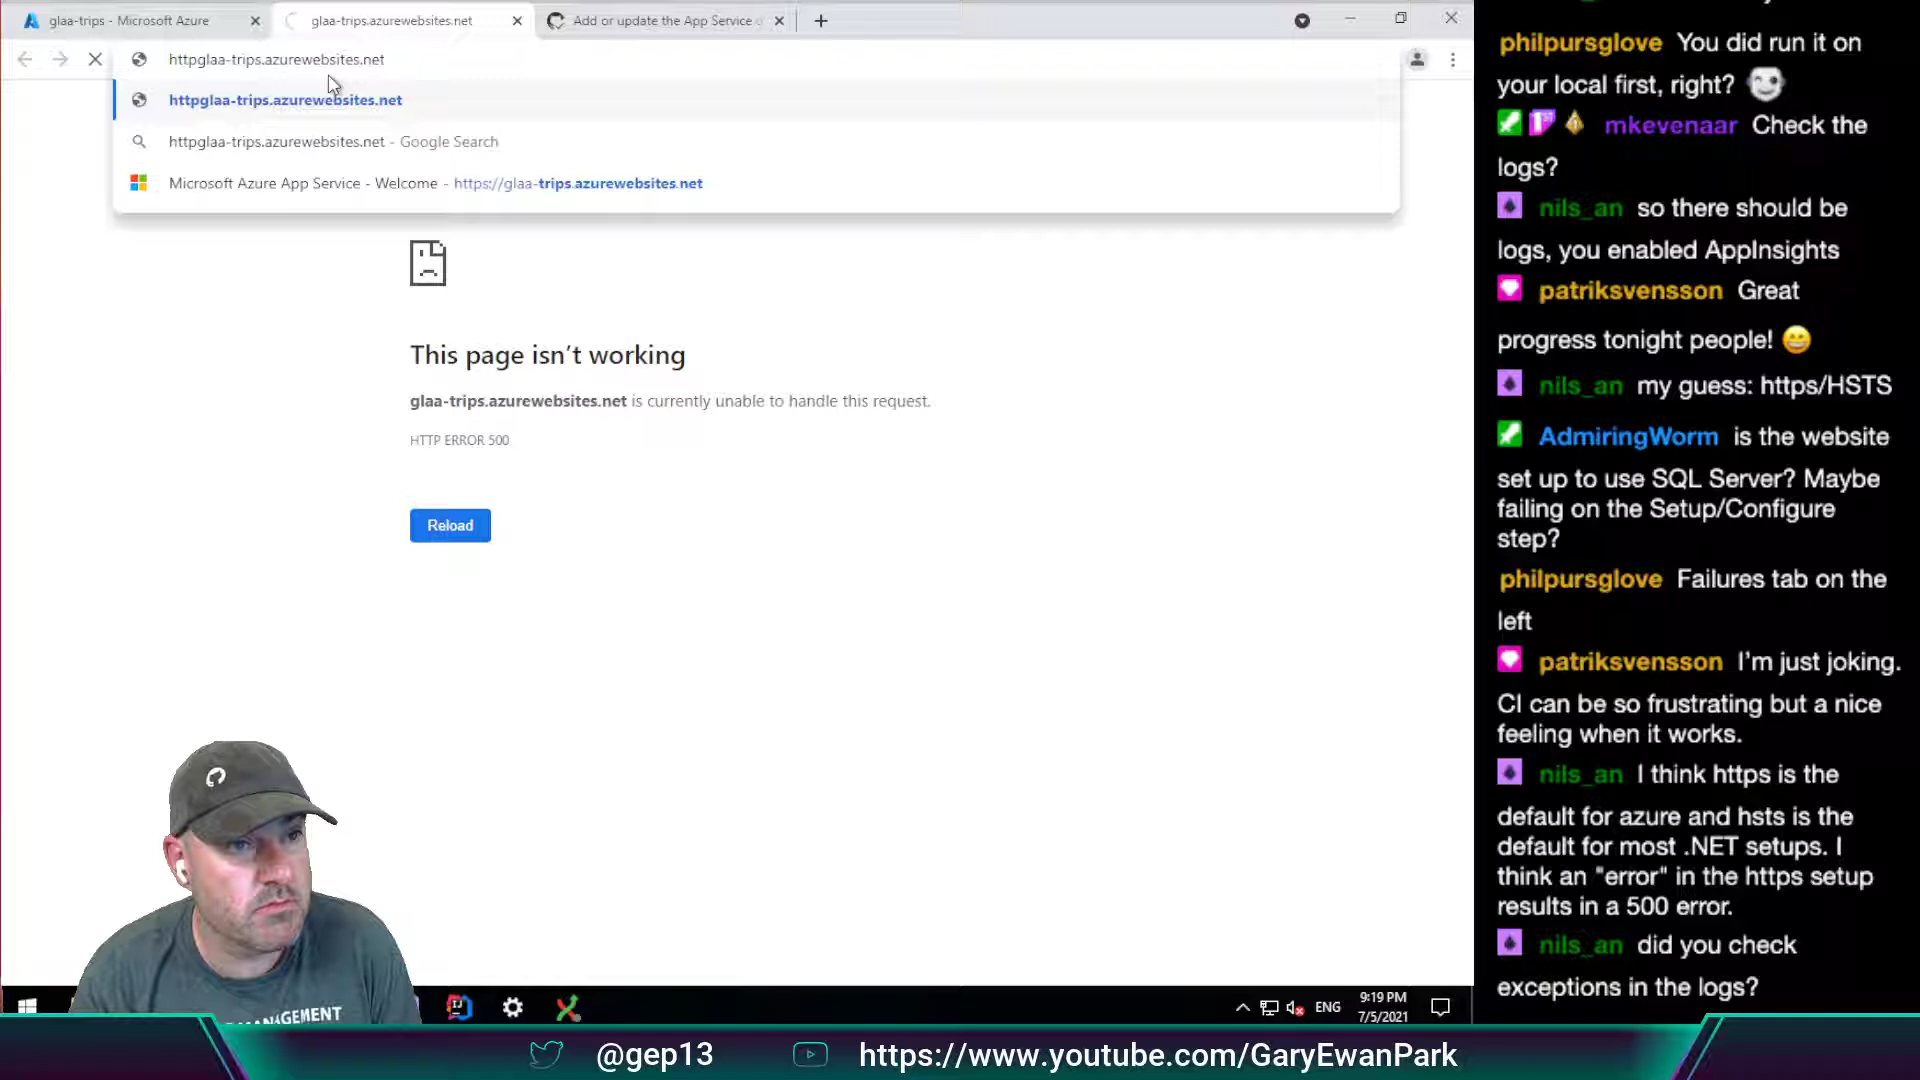 glaa-trips - Microsoft Azure
glaa-trips.azurewebsites.net
Add or update the App Service c
httpglaa-trips.azurewebsites.net
httpglaa-trips.azurewebsites.net
httpglaa-trips.azurewebsites.net - Google Search
Microsoft Azure App Service - Welcome - https://glaa-trips.azurewebsites.net
This page isn't working
glaa-trips.azurewebsites.net is currently unable to handle this request.
HTTP ERROR 500
Reload
philpursglove You did run it on
your local first, right?
mkevenaar Check the
logs?
nils_an so there should be
logs, you enabled AppInsights
patriksvensson Great
progress tonight people!
nils_an my guess: https/HSTS
AdmiringWorm is the website
set up to use SQL Server? Maybe
failing on the Setup/Configure
step?
philpursglove Failures tab on the
left
patriksvensson I'm just joking.
CI can be so frustrating but a nice
feeling when it works.
nils_an I think https is the
default for azure and hsts is the
default for most .NET setups. I
think an "error" in the https setup
results in a 500 error.
nils_an did you check
exceptions in the logs?
ENG
9:19 PM
7/5/2021
@gep13
https://www.youtube.com/GaryEwanPark